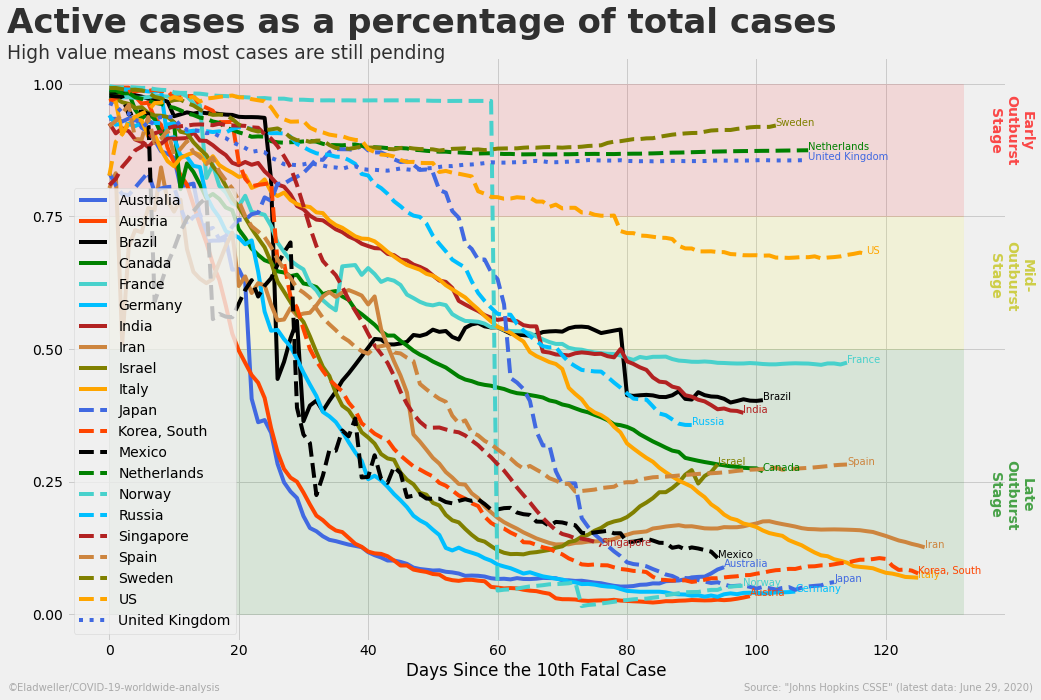 Active cases as a percentage of total cases
High value means most cases are still pending
1.00
0.75
0.50
0.25
0.00
0
20
40
60
80
100
120
Days Since the 10th Fatal Case
Australia
Austria
Brazil
Canada
France
Germany
India
Iran
Israel
Italy
Japan
Korea, South
Mexico
Netherlands
Norway
Russia
Singapore
Spain
Sweden
US
United Kingdom
Sweden
Netherlands
United Kingdom
US
France
Brazil
India
Russia
Israel
Canada
Spain
Singapore
Mexico
Australia
Norway
Austria
Germany
Japan
Iran
Korea, South
Italy
Early
Outburst
Stage
Mid-
Outburst
Stage
Late
Outburst
Stage
©Eladweller/COVID-19-worldwide-analysis
Source: "Johns Hopkins CSSE" (latest data: June 29, 2020)